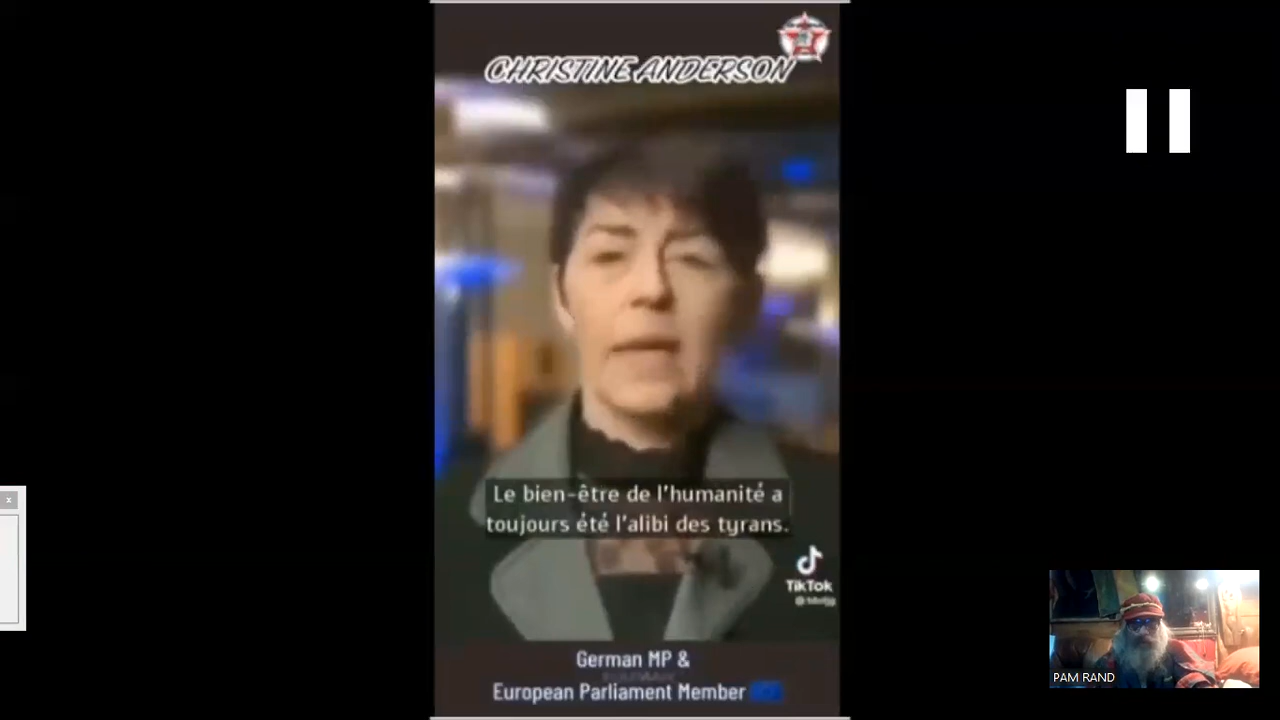 CHRISTINE ANDERSON
Le bien-être de l'humanité a
toujours été l'alibi des tyrans.
TikTok
German MP &
European Parliament Member
x
PAM RAND